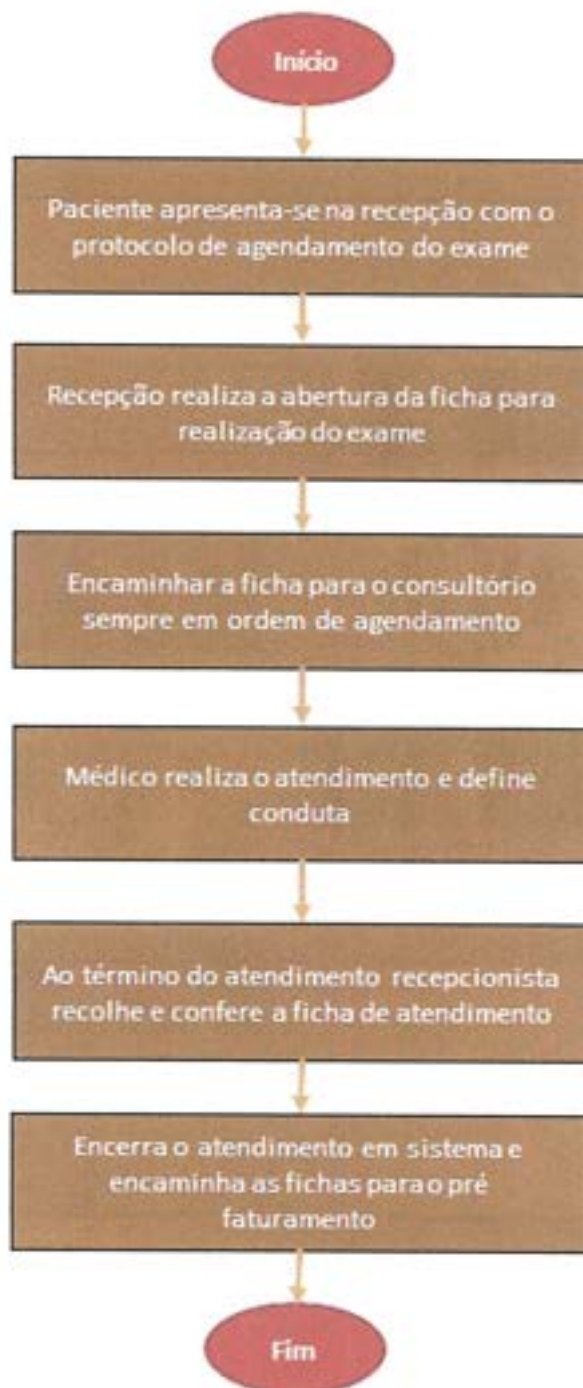 Início
Paciente apresenta-se na recepção com o
protocolo de agendamento do exame
Recepção realiza a abertura da ficha para
realização do exame
Encaminhar a ficha para o consultório
sempre em ordem de agendamento
Médico realiza o atendimento e define
conduta
Ao término do atendimento recepcionista
recolhe e confere a ficha de atendimento
Encerra o atendimento em sistema e
encaminha as fichas para o pré
faturamento
Fim